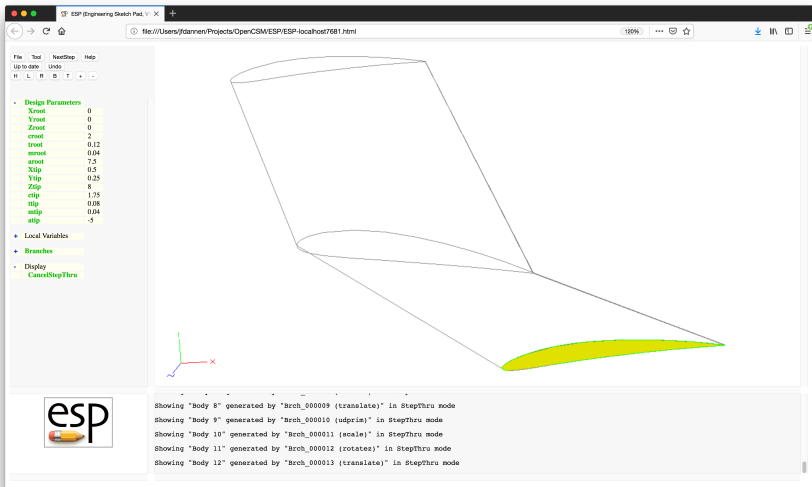 ESP (Engineering Sketch Pad, V1
file:///Users/jfdannen/Projects/OpenCSM/ESP/ESP-localhost7681.html
120%
File Tool NextStep Help
Up to date Undo
H L R B T + -
- Design Parameters
Xroot 0
Yroot 0
Zroot 0
croot 2
troot 0.12
mroot 0.04
aroot 7.5
Xtip 0.5
Ytip 0.25
Ztip 8
ctip 1.75
ttip 0.08
mtip 0.04
atip -5
+ Local Variables
+ Branches
- Display
CancelStepThru
Y
X
Z
esp
Showing "Body 8" generated by "Brch_000009 (translate)" in StepThru mode
Showing "Body 9" generated by "Brch_000010 (udprim)" in StepThru mode
Showing "Body 10" generated by "Brch_000011 (scale)" in StepThru mode
Showing "Body 11" generated by "Brch_000012 (rotatez)" in StepThru mode
Showing "Body 12" generated by "Brch_000013 (translate)" in StepThru mode